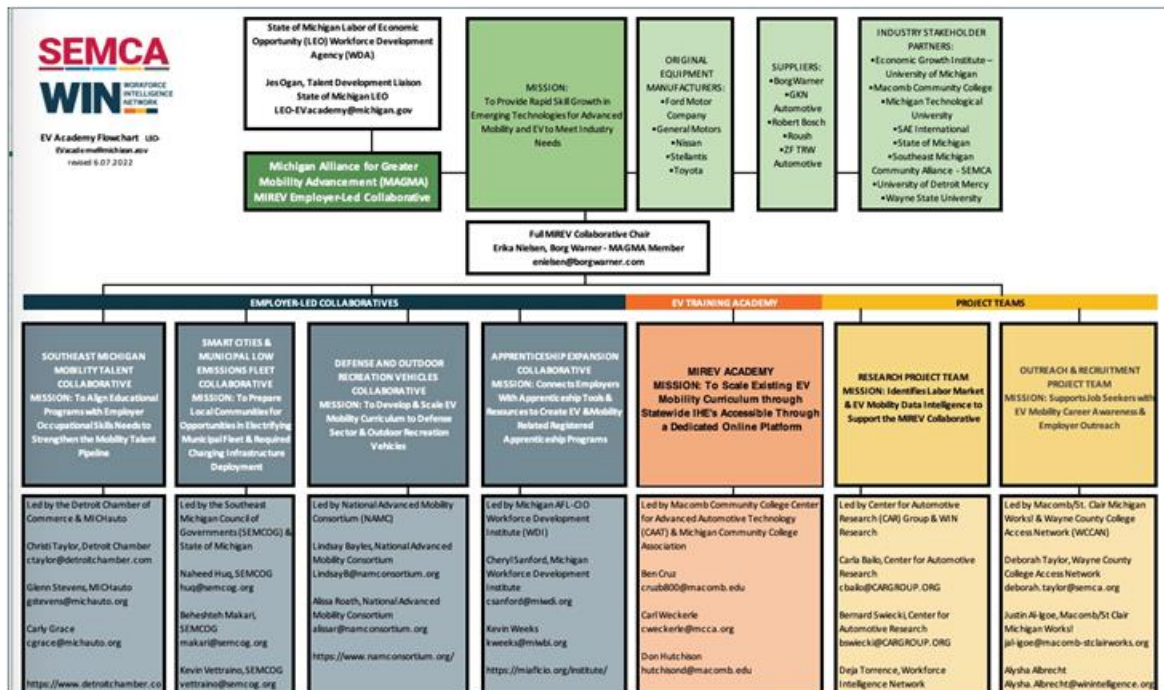 SEMCA
WIN
WORKFORCE
INTELLIGENCE
NETWORK
EV Academy Flowchart LEO-
EVacademy@michigan.gov
revised 6.07.2022
State of Michigan Labor of Economic
Opportunity (LEO) Workforce Development
Agency (WDA)
Jes Ogan, Talent Development Liaison
State of Michigan LEO
LEO-EVacademy@michigan.gov
Michigan Alliance for Greater
Mobility Advancement (MAGMA)
MIREV Employer-Led Collaborative
MISSION:
To Provide Rapid Skill Growth in
Emerging Technologies for Advanced
Mobility and EV to Meet Industry
Needs
ORIGINAL
EQUIPMENT
MANUFACTURERS:
•Ford Motor
Company
•General Motors
•Nissan
•Stellantis
•Toyota
SUPPLIERS:
•BorgWarner
•GKN
Automotive
•Robert Bosch
•Roush
•ZF TRW
Automotive
INDUSTRY STAKEHOLDER
PARTNERS:
•Economic Growth Institute –
University of Michigan
•Macomb Community College
•Michigan Technological
University
•SAE International
•State of Michigan
•Southeast Michigan
Community Alliance - SEMCA
•University of Detroit Mercy
•Wayne State University
Full MIREV Collaborative Chair
Erika Nielsen, Borg Warner - MAGMA Member
enielsen@borgwarner.com
EMPLOYER-LED COLLABORATIVES
EV TRAINING ACADEMY
PROJECT TEAMS
SOUTHEAST MICHIGAN
MOBILITY TALENT
COLLABORATIVE
MISSION: To Align Educational
Programs with Employer
Occupational Skills Needs to
Strengthen the Mobility Talent
Pipeline
SMART CITIES &
MUNICIPAL LOW
EMISSIONS FLEET
COLLABORATIVE
MISSION: To Prepare
Local Communities for
Opportunities in Electrifying
Municipal Fleet & Required
Charging Infrastructure
Deployment
DEFENSE AND OUTDOOR
RECREATION VEHICLES
COLLABORATIVE
MISSION: To Develop & Scale EV
Mobility Curriculum to Defense
Sector & Outdoor Recreation
Vehicles
APPRENTICESHIP EXPANSION
COLLABORATIVE
MISSION: Connects Employers
With Apprenticeship Tools &
Resources to Create EV & Mobility
Related Registered
Apprenticeship Programs
MIREV ACADEMY
MISSION: To Scale Existing EV
Mobility Curriculum through
Statewide IHE's Accessible Through
a Dedicated Online Platform
RESEARCH PROJECT TEAM
MISSION: Identifies Labor Market
& EV Mobility Data Intelligence to
Support the MIREV Collaborative
OUTREACH & RECRUITMENT
PROJECT TEAM
MISSION: Supports Job Seekers with
EV Mobility Career Awareness &
Employer Outreach
Led by the Detroit Chamber of
Commerce & MICHauto
Christi Taylor, Detroit Chamber
ctaylor@detroitchamber.com
Glenn Stevens, MICHauto
gstevens@michauto.org
Carly Grace
cgrace@michauto.org
https://www.detroitchamber.co
Led by the Southeast
Michigan Council of
Governments (SEMCOG) &
State of Michigan
Naheed Huq, SEMCOG
huq@semcog.org
Beheshteh Makari,
SEMCOG
makari@semcog.org
Kevin Vettraino, SEMCOG
vettraino@semcog.org
Led by National Advanced Mobility
Consortium (NAMC)
Lindsay Bayles, National Advanced
Mobility Consortium
LindsayB@namconsortium.org
Alissa Roath, National Advanced
Mobility Consortium
alissar@namconsortium.org
https://www.namconsortium.org/
Led by Michigan AFL-CIO
Workforce Development
Institute (WDI)
Cheryl Sanford, Michigan
Workforce Development
Institute
csanford@miwdi.org
Kevin Weeks
kweeks@miwbi.org
https://miaflcio.org/institute/
Led by Macomb Community College Center
for Advanced Automotive Technology
(CAAT) & Michigan Community College
Association
Ben Cruz
cruzb800@macomb.edu
Carl Weckerle
cweckerle@mcca.org
Don Hutchison
hutchisond@macomb.edu
Led by Center for Automotive
Research (CAR) Group & WIN
Research
Carla Bailo, Center for Automotive
Research
cbailo@CARGROUP.ORG
Bernard Swiecki, Center for
Automotive Research
bswiecki@CARGROUP.ORG
Deja Torrence, Workforce
Intelligence Network
Led by Macomb/St. Clair Michigan
Works! & Wayne County College
Access Network (WCCAN)
Deborah Taylor, Wayne County
College Access Network
deborah.taylor@semca.org
Justin Al-Igoe, Macomb/St Clair
Michigan Works!
jal-igoe@macomb-stclairworks.org
Alysha Albrecht
Alysha.Albrecht@winintelligence.org